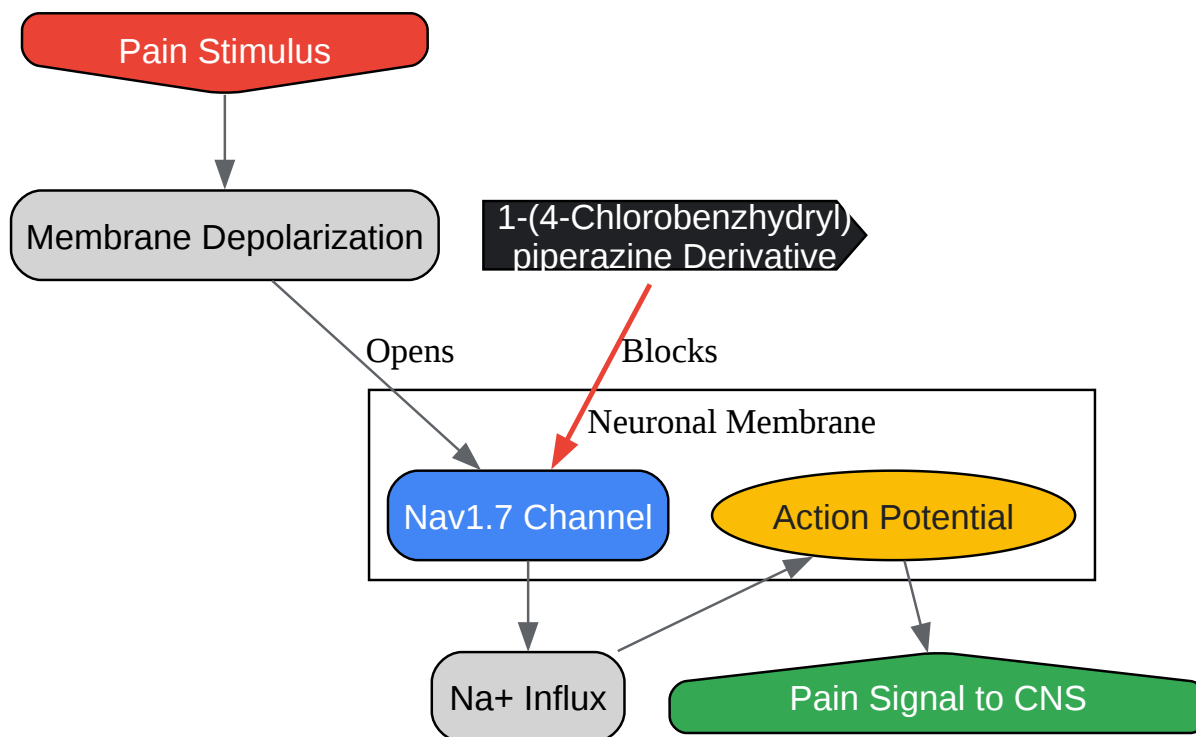 Pain Stimulus
1-(4-Chlorobenzhydryl)
piperazine Derivative
Membrane Depolarization
Opens
Blocks
Neuronal Membrane
Nav1.7 Channel
Action Potential
Na+ Influx
Pain Signal to CNS